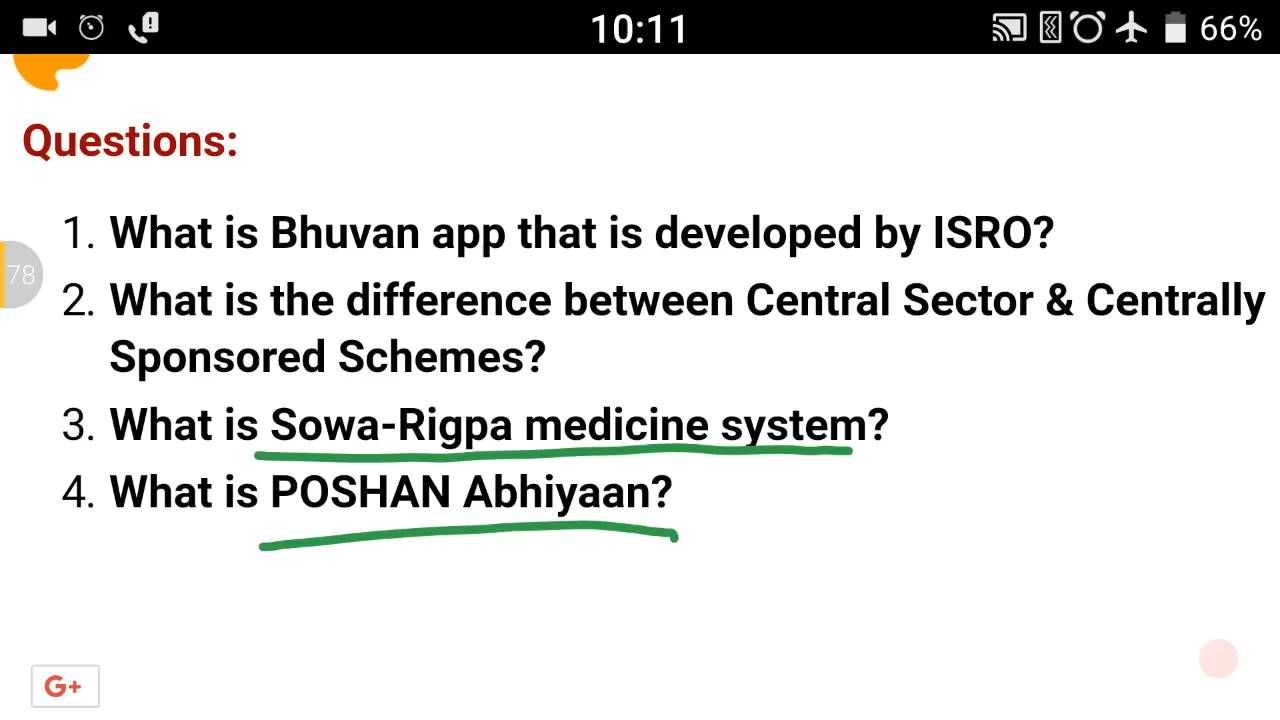 10:11
66%
Questions:
1. What is Bhuvan app that is developed by ISRO?
78
2. What is the difference between Central Sector & Centrally
Sponsored Schemes?
3. What is Sowa-Rigpa medicine system?
4. What is POSHAN Abhiyaan?
G+